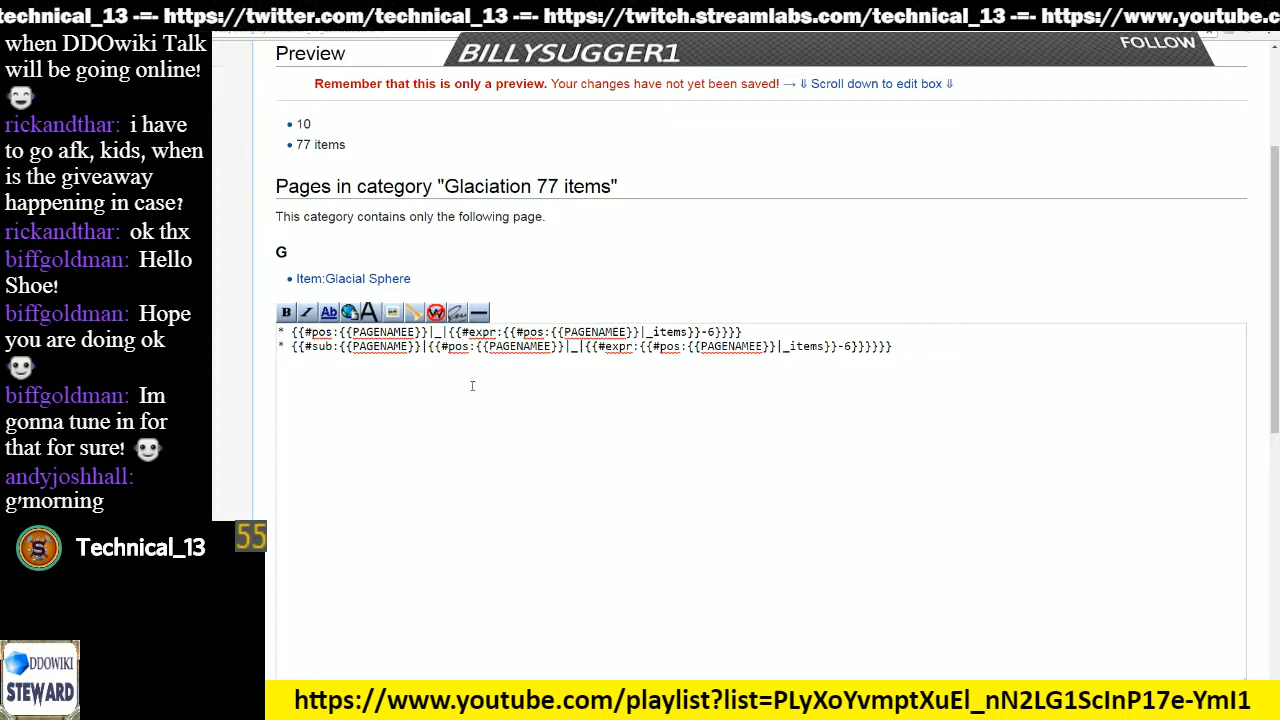 technical_13 -=- https://twitter.com/technical_13 -=- https://twitch.streamlabs.com/technical_13 -=- https://www.youtube.c
when DDOwiki Talk
will be going online!
rickandthar: i have
to go afk, kids, when
is the giveaway
happening in case?
rickandthar: ok thx
biffgoldman: Hello
Shoe!
biffgoldman: Hope
you are doing ok
biffgoldman: Im
gonna tune in for
that for sure!
andyjoshhall:
g'morning
Technical_13
55
DDOWIKI
STEWARD
BILLYSUGGER1
FOLLOW
Preview
Remember that this is only a preview. Your changes have not yet been saved! → ⇓ Scroll down to edit box ⇓
• 10
• 77 items
Pages in category "Glaciation 77 items"
This category contains only the following page.
G
• Item:Glacial Sphere
* {{#pos:{{PAGENAMEE}}|_|{{#expr:{{#pos:{{PAGENAMEE}}|_items}}-6}}}}
* {{#sub:{{PAGENAME}}|{{#pos:{{PAGENAMEE}}|_|{{#expr:{{#pos:{{PAGENAMEE}}|_items}}-6}}}}}}
https://www.youtube.com/playlist?list=PLyXoYvmptXuEl_nN2LG1ScInP17e-YmI1